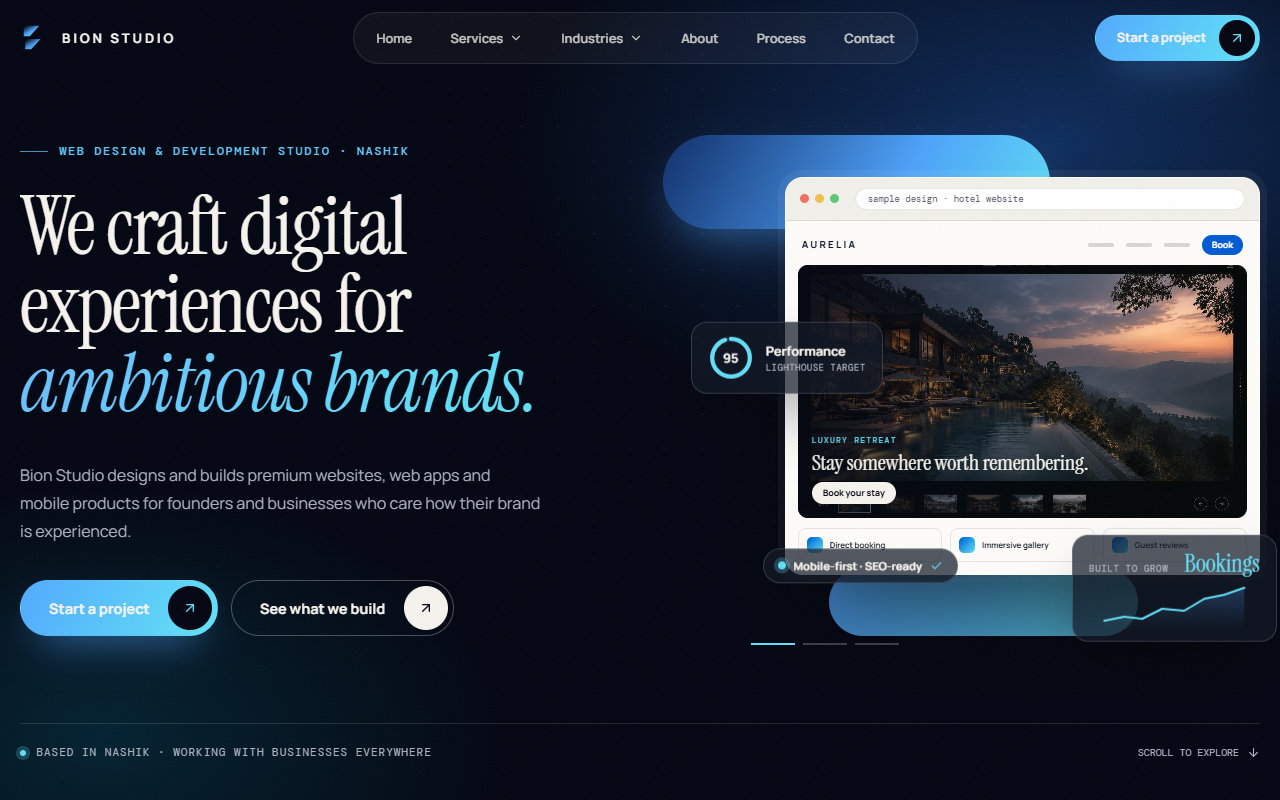 BION STUDIO
Home
Services
Industries
About
Process
Contact
Start a project
WEB DESIGN & DEVELOPMENT STUDIO · NASHIK
We craft digital
experiences for
ambitious brands.
Bion Studio designs and builds premium websites, web apps and
mobile products for founders and businesses who care how their brand
is experienced.
Start a project
See what we build
sample design · hotel website
AURELIA
Book
95
Performance
LIGHTHOUSE TARGET
LUXURY RETREAT
Stay somewhere worth remembering.
Book your stay
Direct booking
Immersive gallery
Guest reviews
Mobile-first · SEO-ready
BUILT TO GROW
Bookings
BASED IN NASHIK · WORKING WITH BUSINESSES EVERYWHERE
SCROLL TO EXPLORE